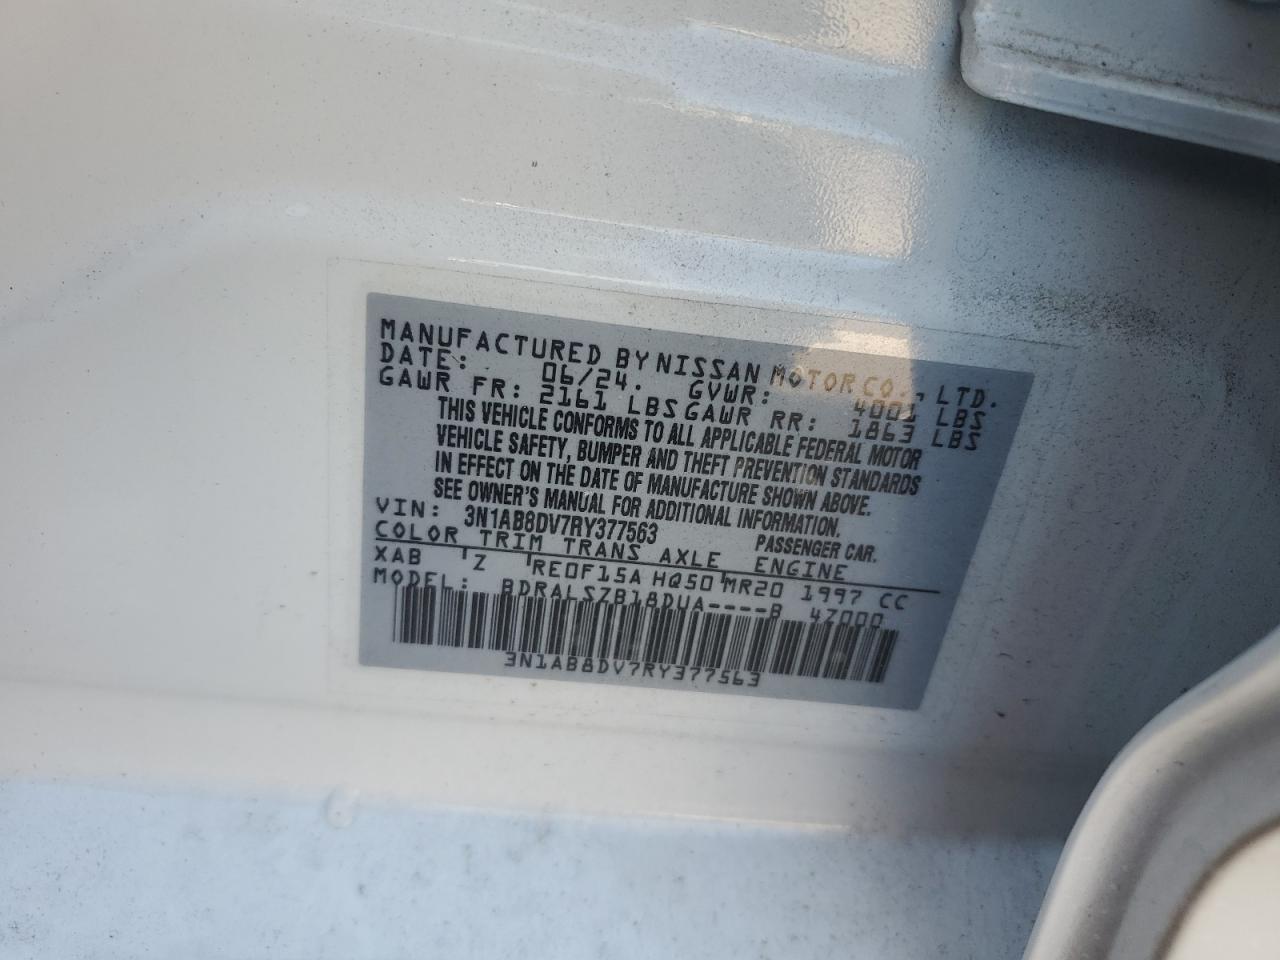 MANUFACTURED BY NISSAN MOTOR CO., LTD.
DATE: 06/24. GVWR: 4001 LBS
GAWR FR: 2161 LBS GAWR RR: 1863 LBS
THIS VEHICLE CONFORMS TO ALL APPLICABLE FEDERAL MOTOR
VEHICLE SAFETY, BUMPER AND THEFT PREVENTION STANDARDS
IN EFFECT ON THE DATE OF MANUFACTURE SHOWN ABOVE.
SEE OWNER'S MANUAL FOR ADDITIONAL INFORMATION.
VIN: 3N1AB8DV7RY377563 PASSENGER CAR.
COLOR TRIM TRANS AXLE ENGINE
XAB Z RE0F15A HQ50 MR20 1997 CC
MODEL: BDRALSZB18DUA----B 4Z000
3N1AB8DV7RY377563